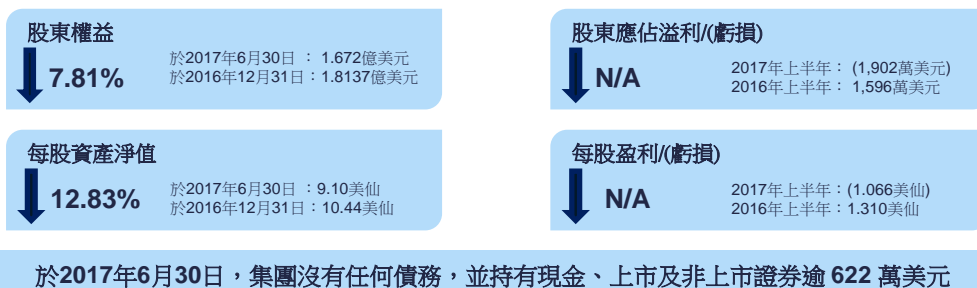 股東權益
7.81%
於2017年6月30日 ： 1.672億美元
於2016年12月31日：1.8137億美元
股東應佔溢利/(虧損)
N/A
2017年上半年： (1,902萬美元)
2016年上半年： 1,596萬美元
每股資產淨值
12.83%
於2017年6月30日 ：9.10美仙
於2016年12月31日：10.44美仙
每股盈利/(虧損)
N/A
2017年上半年：(1.066美仙)
2016年上半年：1.310美仙
於2017年6月30日，集團沒有任何債務，並持有現金、上市及非上市證券逾 622 萬美元